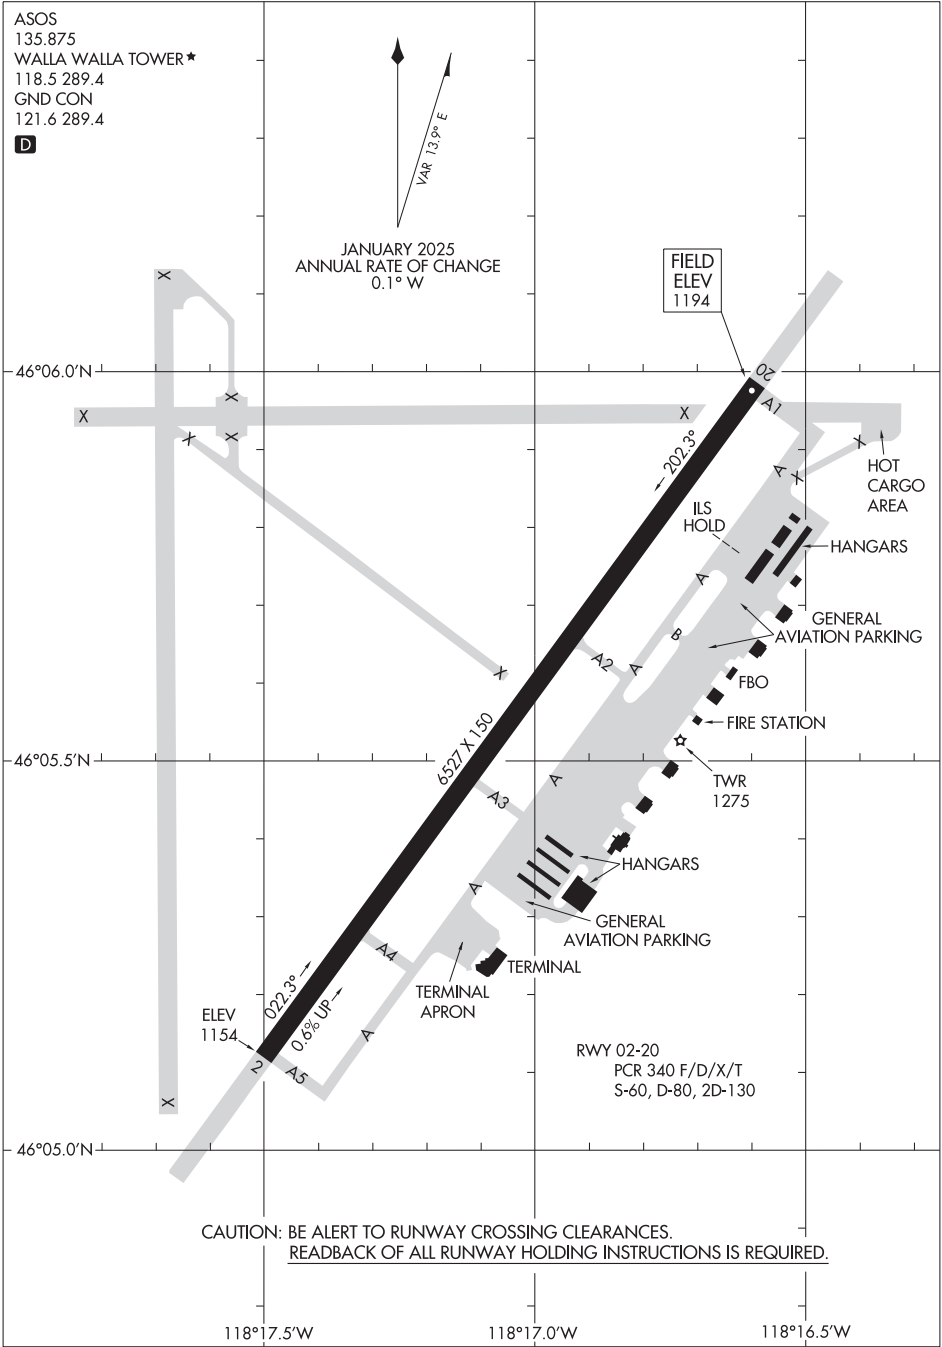 ASOS
135.875
WALLA WALLA TOWER ★
118.5 289.4
GND CON
121.6 289.4
D
VAR 13.9° E
JANUARY 2025
ANNUAL RATE OF CHANGE
0.1° W
FIELD
ELEV
1194
X
46°06.0'N
20
X
X
X
A1
X
X
X
202.3°
A
X
X
HOT
CARGO
AREA
ILS
HOLD
HANGARS
A
GENERAL
AVIATION PARKING
B
A2
A
X
FBO
FIRE STATION
6527 X 150
46°05.5'N
A
TWR
1275
A3
HANGARS
A
GENERAL
AVIATION PARKING
A4
TERMINAL
TERMINAL
APRON
022.3°
0.6% UP
ELEV
1154
A
RWY 02-20
PCR 340 F/D/X/T
S-60, D-80, 2D-130
2
A5
X
46°05.0'N
CAUTION: BE ALERT TO RUNWAY CROSSING CLEARANCES.
READBACK OF ALL RUNWAY HOLDING INSTRUCTIONS IS REQUIRED.
118°17.5'W
118°17.0'W
118°16.5'W